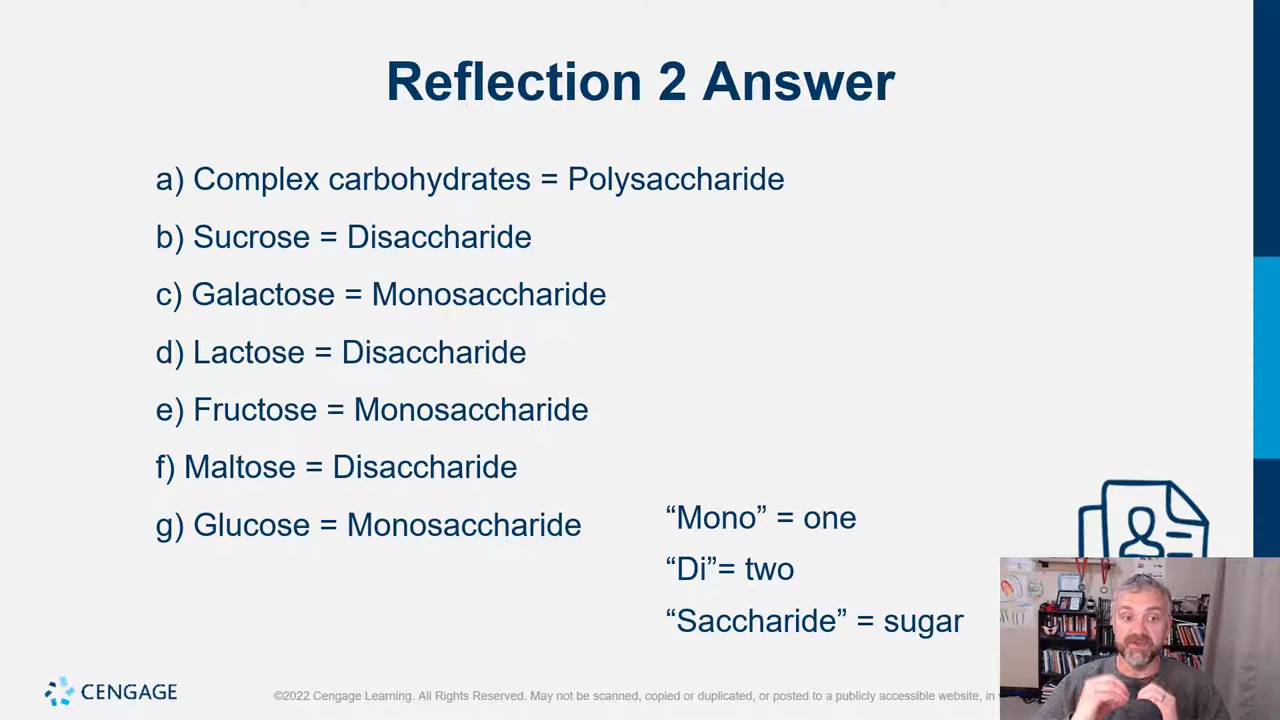 Reflection 2 Answer
a) Complex carbohydrates = Polysaccharide
b) Sucrose = Disaccharide
c) Galactose = Monosaccharide
d) Lactose = Disaccharide
e) Fructose = Monosaccharide
f) Maltose = Disaccharide
g) Glucose = Monosaccharide
“Mono” = one
“Di”= two
“Saccharide” = sugar
CENGAGE
©2022 Cengage Learning. All Rights Reserved. May not be scanned, copied or duplicated, or posted to a publicly accessible website, in